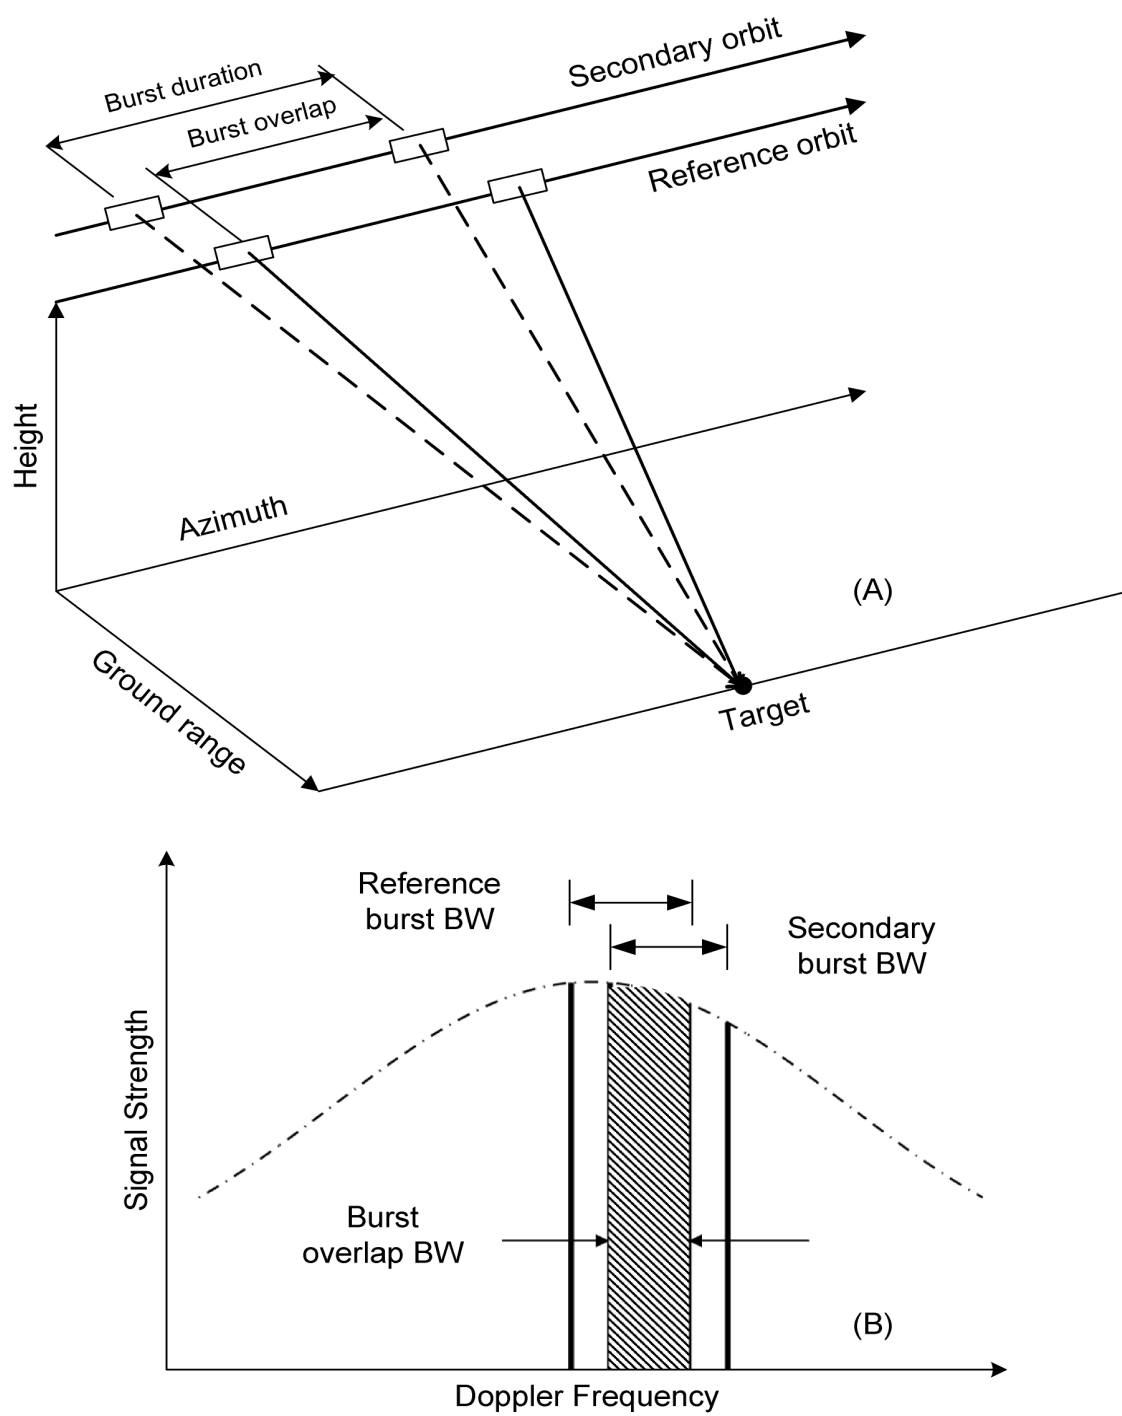 Secondary orbit
Burst duration
Burst overlap
Reference orbit
Height
Azimuth
(A)
Ground range
Target
Reference
burst BW
Secondary
burst BW
Signal Strength
Burst
overlap BW
(B)
Doppler Frequency